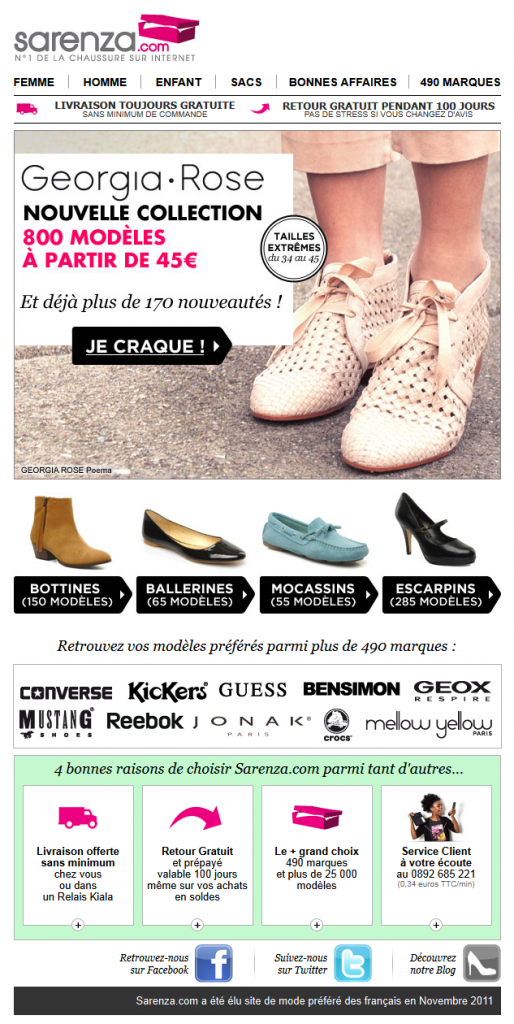 sarenza.com
N°1 DE LA CHAUSSURE SUR INTERNET
FEMME HOMME ENFANT SACS BONNES AFFAIRES 490 MARQUES
LIVRAISON TOUJOURS GRATUITE
SANS MINIMUM DE COMMANDE
RETOUR GRATUIT PENDANT 100 JOURS
PAS DE STRESS SI VOUS CHANGEZ D'AVIS
Georgia • Rose
NOUVELLE COLLECTION
800 MODÈLES
À PARTIR DE 45€
TAILLES
EXTRÊMES
du 34 au 45
Et déjà plus de 170 nouveautés !
JE CRAQUE !
GEORGIA ROSE Poema
BOTTINES
(150 MODÈLES)
BALLERINES
(65 MODÈLES)
MOCASSINS
(55 MODÈLES)
ESCARPINS
(285 MODÈLES)
Retrouvez vos modèles préférés parmi plus de 490 marques :
CONVERSE KicKers GUESS BENSIMON GEOX
RESPIRE
MUSTANG
SHOES
Reebok
JONAK
PARIS
crocs
mellow yellow
PARIS
4 bonnes raisons de choisir Sarenza.com parmi tant d'autres...
Livraison offerte
sans minimum
chez vous
ou dans
un Relais Kiala
+
Retour Gratuit
et prépayé
valable 100 jours
même sur vos achats
en soldes
+
Le + grand choix
490 marques
et plus de 25 000
modèles
+
Service Client
à votre écoute
au 0892 685 221
(0,34 euros TTC/min)
+
Retrouvez-nous
sur Facebook
f
Suivez-nous
sur Twitter
t
Découvrez
notre Blog
Sarenza.com a été élu site de mode préféré des français en Novembre 2011